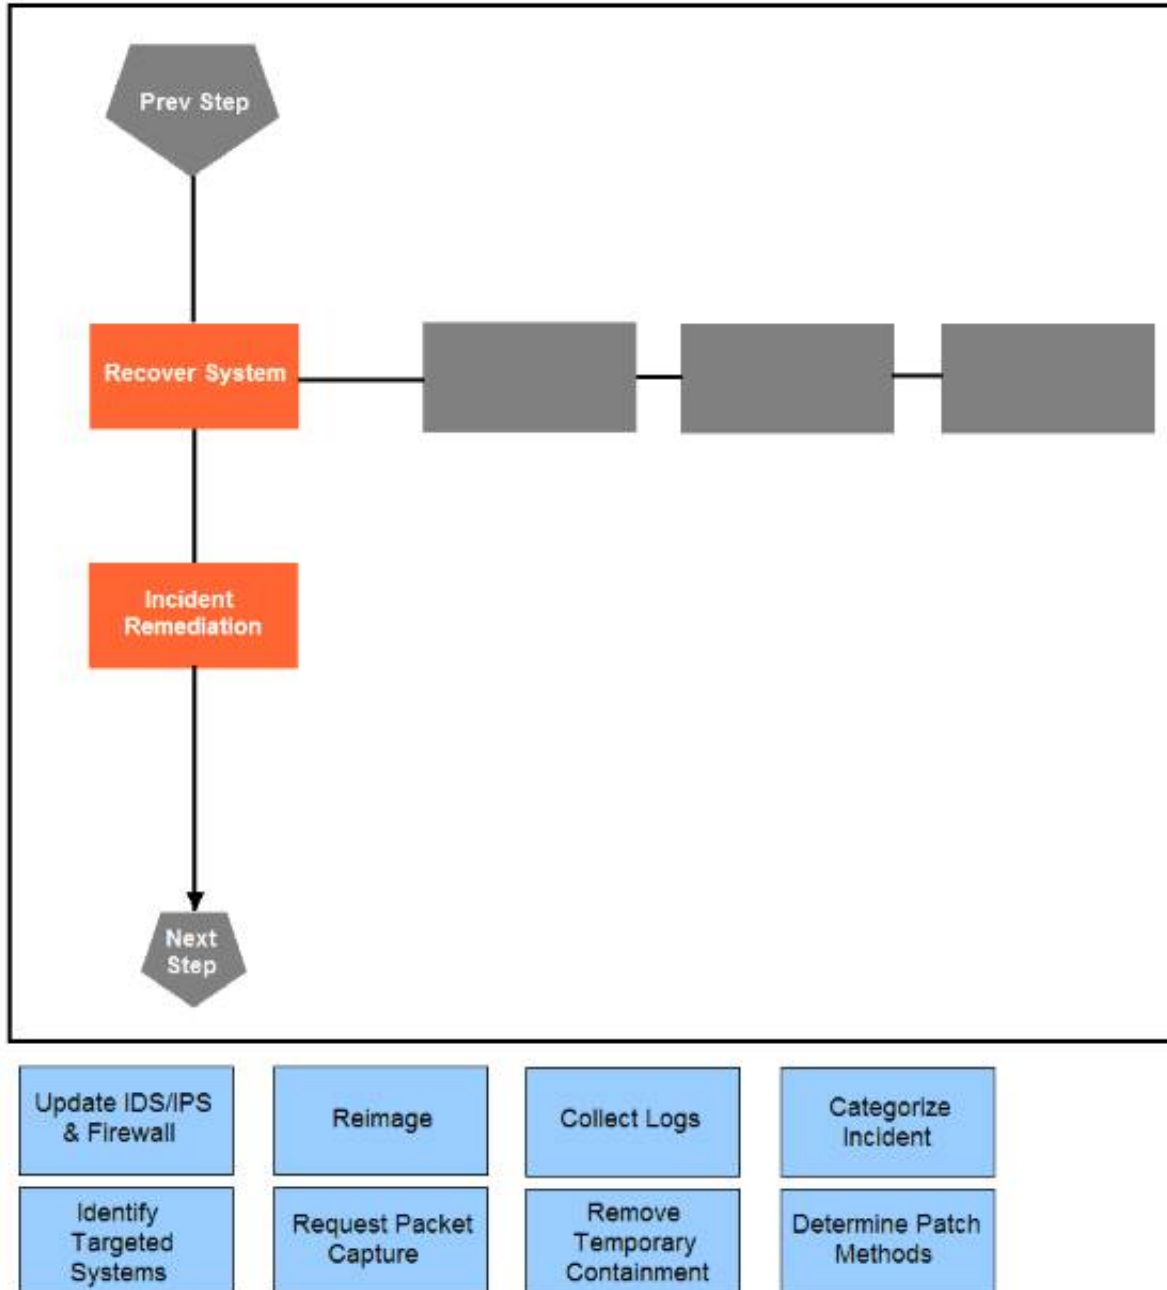 Prev Step
Recover System
Incident
Remediation
Next
Step
Update IDS/IPS
& Firewall
Reimage
Collect Logs
Categorize
Incident
Identify
Targeted
Systems
Request Packet
Capture
Remove
Temporary
Containment
Determine Patch
Methods